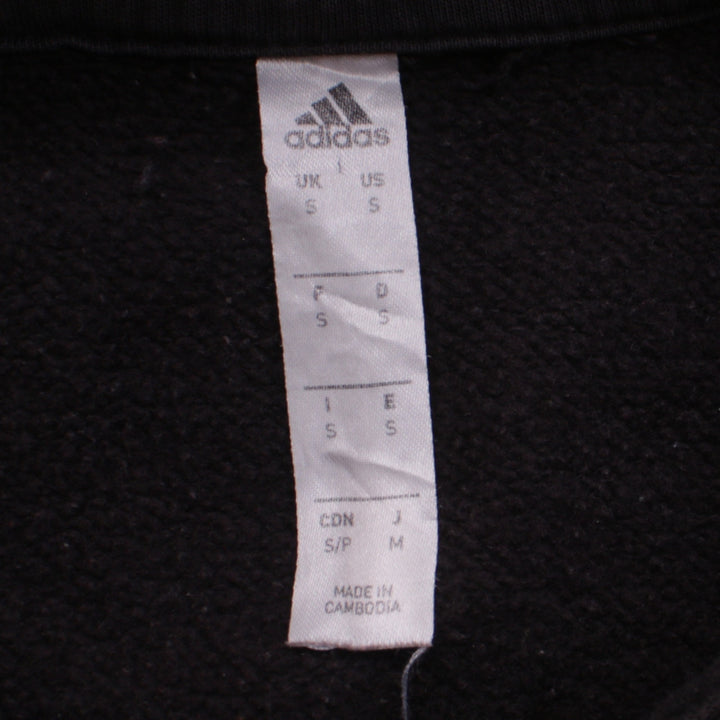 adidas
UK US
S S
F D
S S
I E
S S
CDN J
S/P M
MADE IN
CAMBODIA